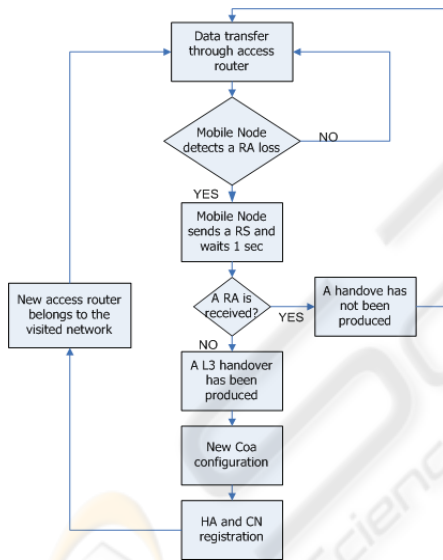 Data transfer
through access
router
Mobile Node
detects a RA loss
NO
YES
Mobile Node
sends a RS and
waits 1 sec
A RA is
received?
YES
A handove has
not been
produced
NO
New access router
belongs to the
visited network
A L3 handover
has been
produced
New Coa
configuration
HA and CN
registration
Science